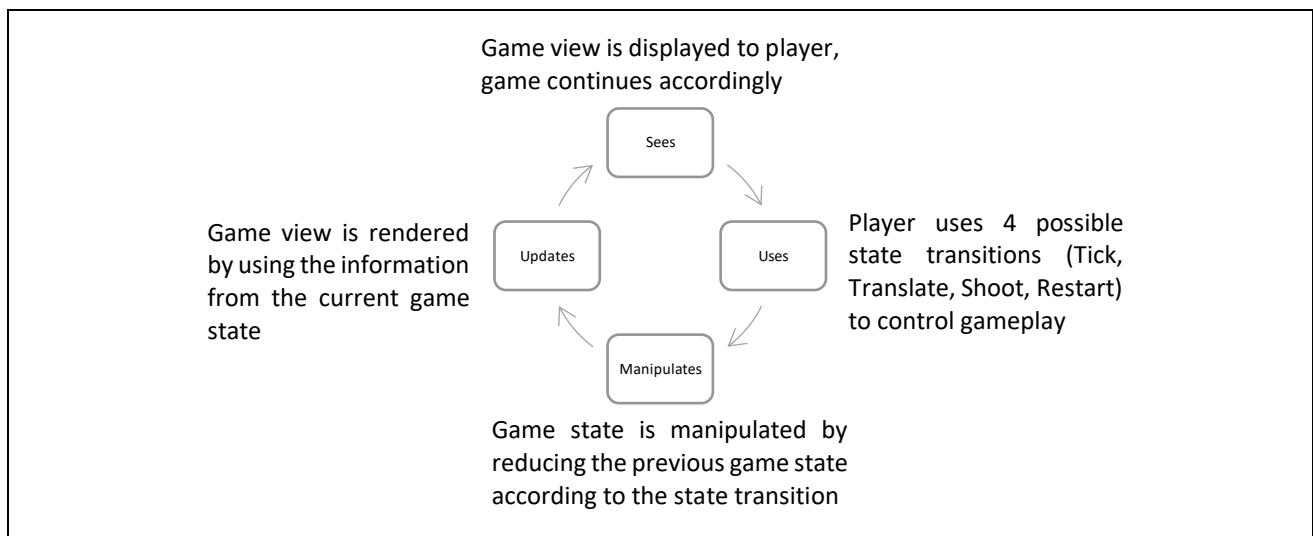 Game view is displayed to player,
game continues accordingly
Sees
Game view is rendered
by using the information
from the current game
state
Updates
Uses
Player uses 4 possible
state transitions (Tick,
Translate, Shoot, Restart)
to control gameplay
Manipulates
Game state is manipulated by
reducing the previous game state
according to the state transition